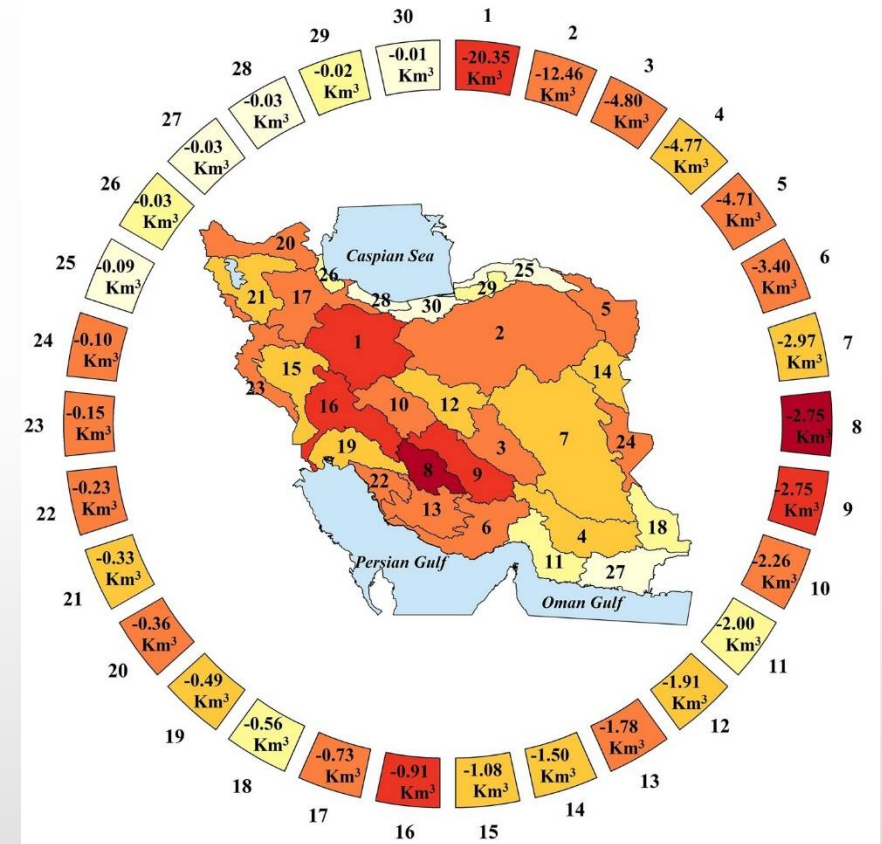 1
-20.35
Km³
2
-12.46
Km³
3
-4.80
Km³
4
-4.77
Km³
5
-4.71
Km³
6
-3.40
Km³
7
-2.97
Km³
8
-2.75
Km³
9
-2.75
Km³
10
-2.26
Km³
11
-2.00
Km³
12
-1.91
Km³
13
-1.78
Km³
14
-1.50
Km³
15
-1.08
Km³
16
-0.91
Km³
17
-0.73
Km³
18
-0.56
Km³
19
-0.49
Km³
20
-0.36
Km³
21
-0.33
Km³
22
-0.23
Km³
23
-0.15
Km³
24
-0.10
Km³
25
-0.09
Km³
26
-0.03
Km³
27
-0.03
Km³
28
-0.03
Km³
29
-0.02
Km³
30
-0.01
Km³
20
Caspian Sea
26
25
21
17
28
30
29
5
1
2
15
23
14
16
10
12
19
3
7
24
8
9
22
13
6
4
18
11
27
Persian Gulf
Oman Gulf